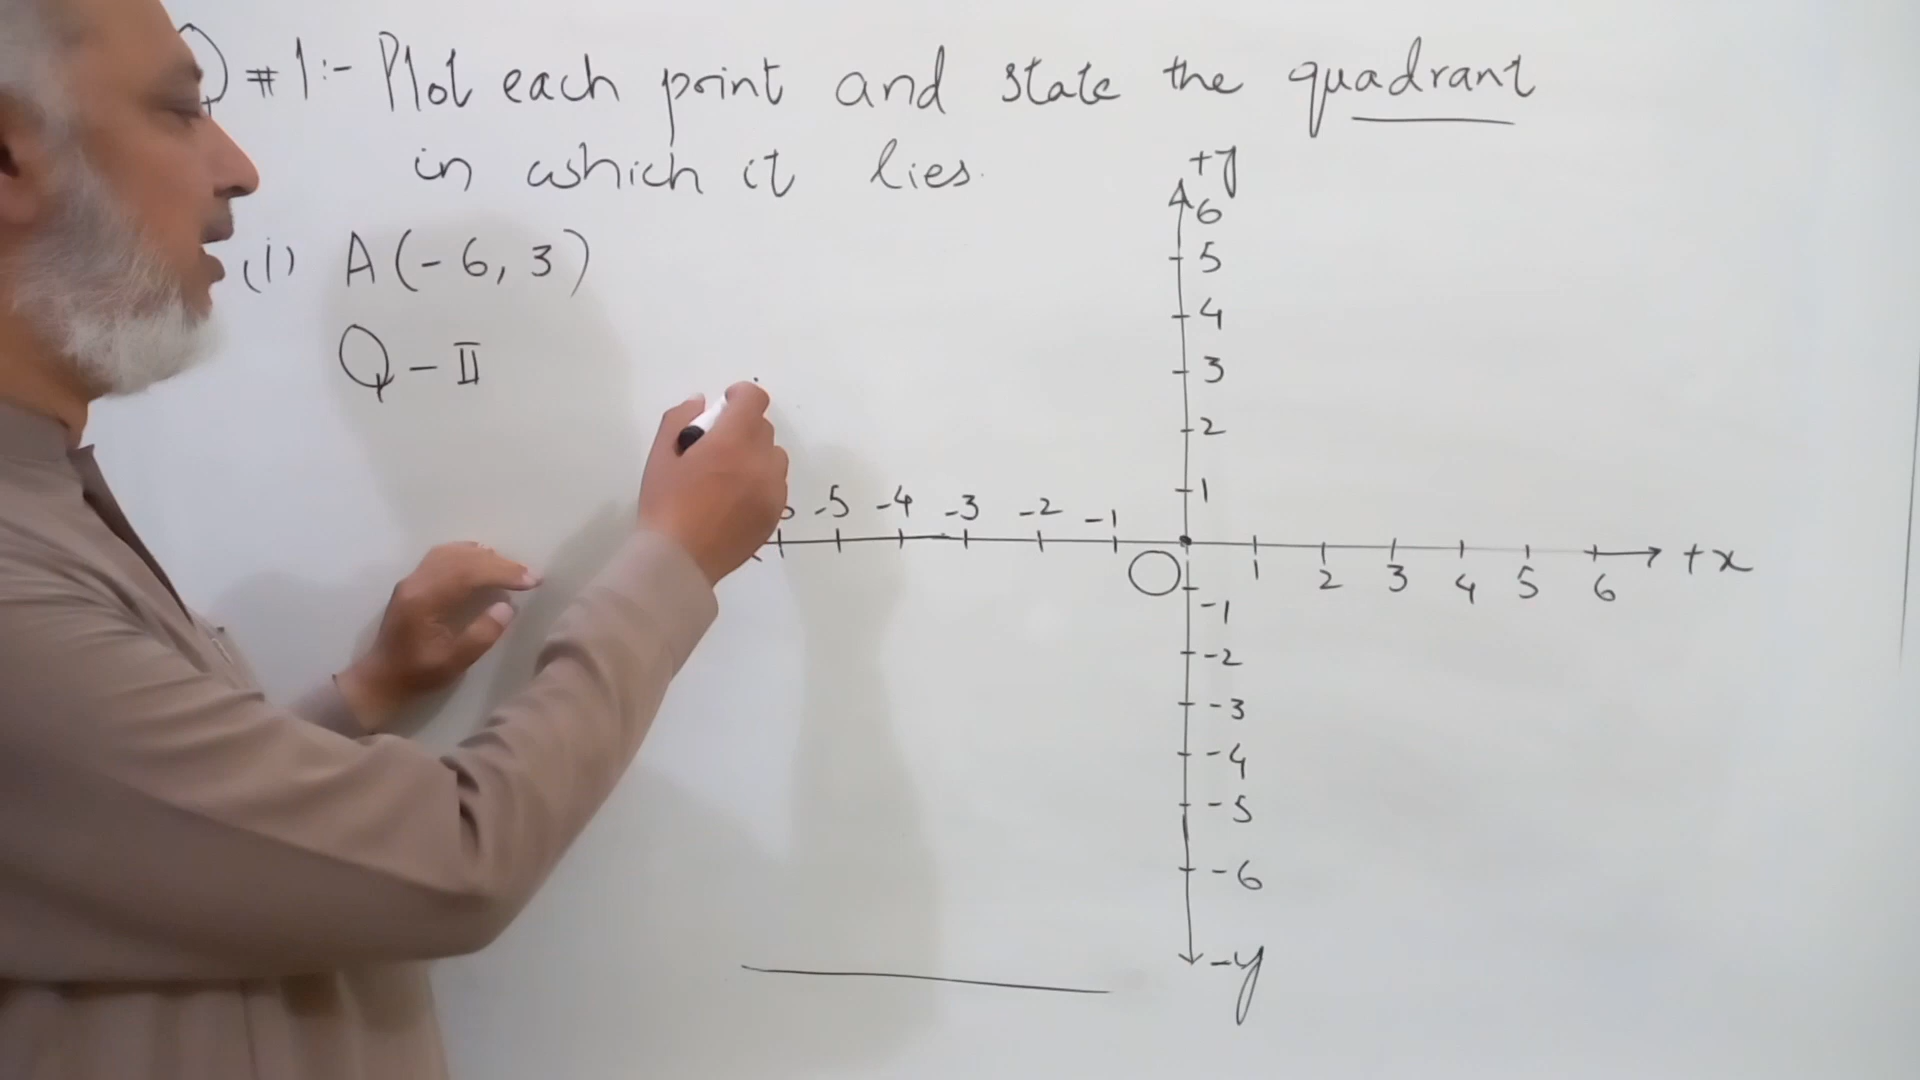 Q #1:- Plot each point and state the quadrant
in which it lies.
(i) A(-6, 3)
Q - II
+y
6
5
4
3
2
1
-5 -4 -3 -2 -1
O 1 2 3 4 5 6 +x
-1
-2
-3
-4
-5
-6
-y